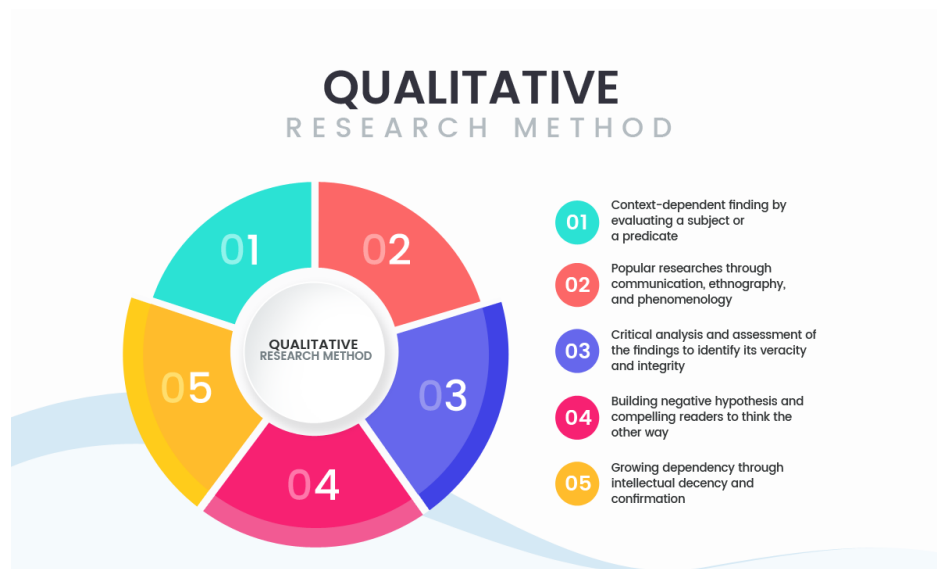 QUALITATIVE
RESEARCH METHOD
01
02
03
04
05
QUALITATIVE
RESEARCH METHOD
01
Context-dependent finding by
evaluating a subject or
a predicate
02
Popular researches through
communication, ethnography,
and phenomenology
03
Critical analysis and assessment of
the findings to identify its veracity
and integrity
04
Building negative hypothesis and
compelling readers to think the
other way
05
Growing dependency through
intellectual decency and
confirmation